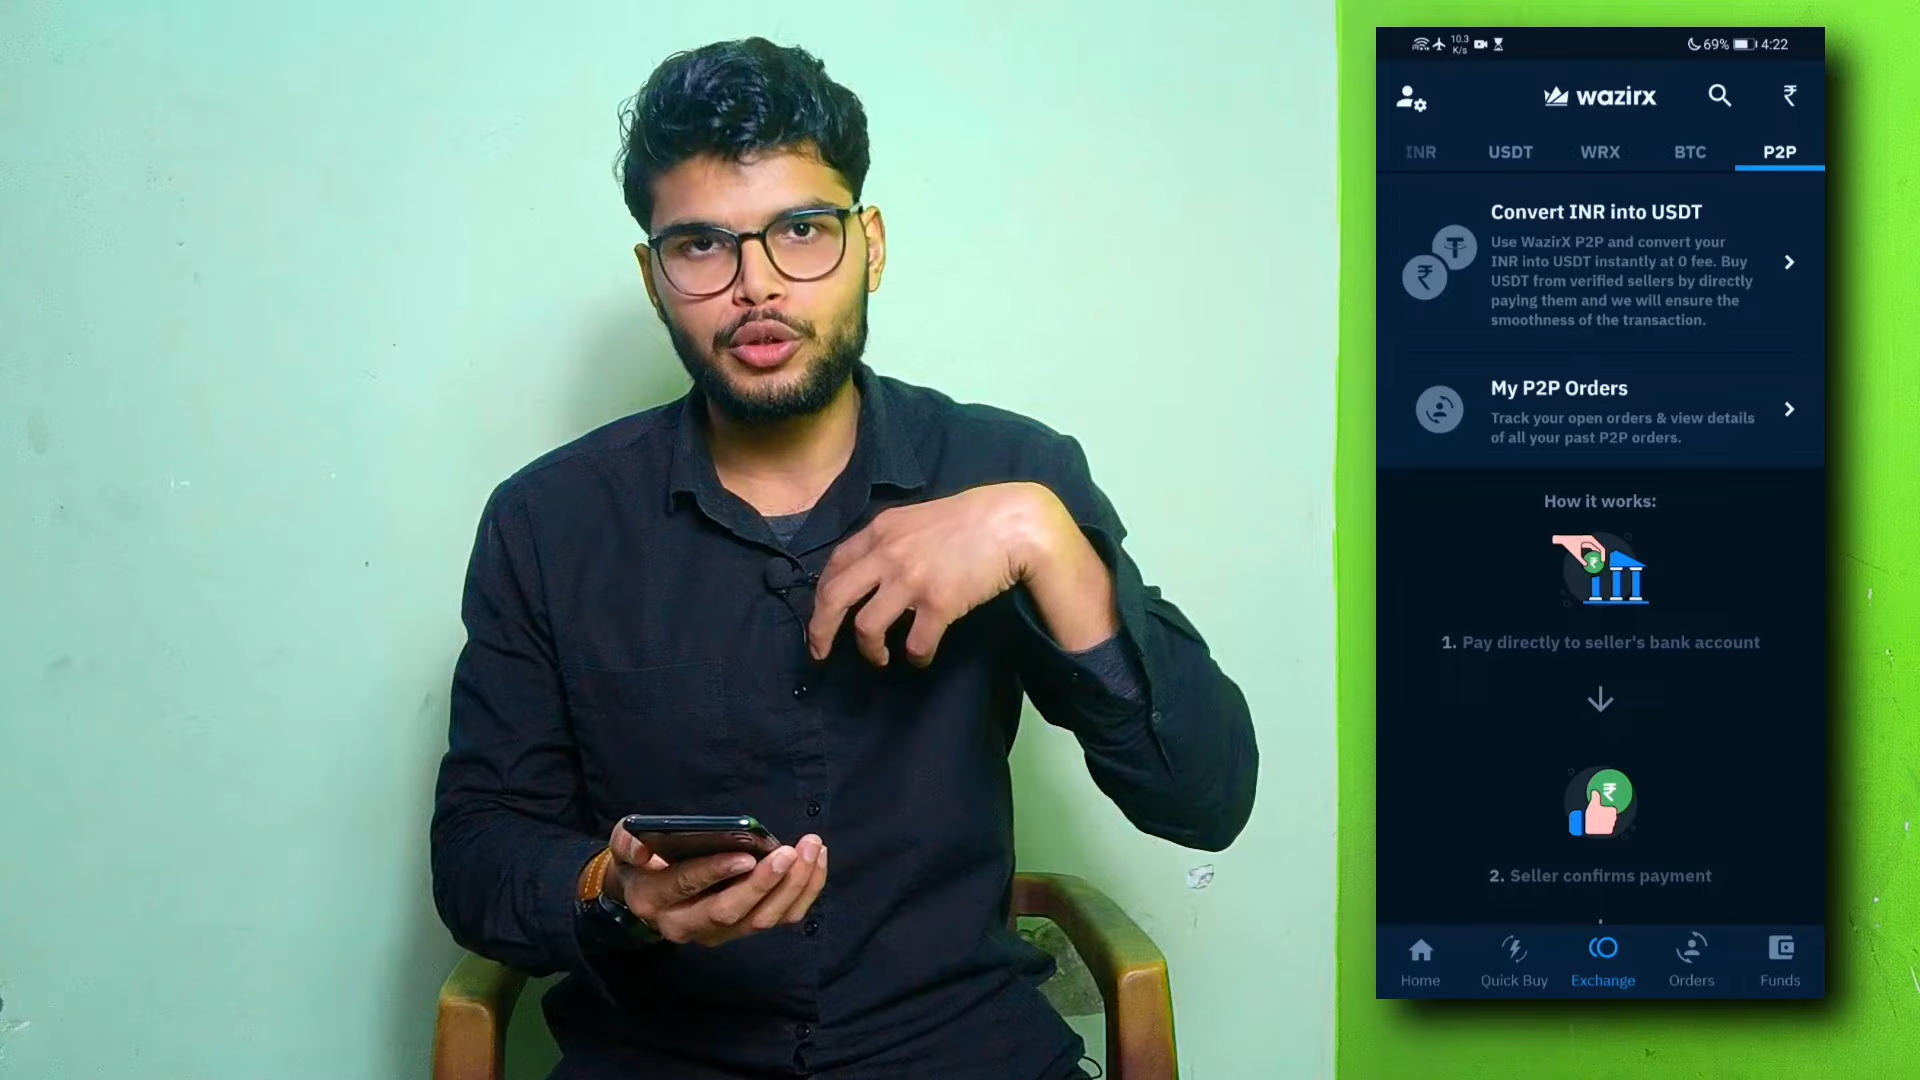 10.3
K/s
69%
4:22
wazirx
₹
INR
USDT
WRX
BTC
P2P
Convert INR into USDT
Use WazirX P2P and convert your
INR into USDT instantly at 0 fee. Buy
USDT from verified sellers by directly
paying them and we will ensure the
smoothness of the transaction.
My P2P Orders
Track your open orders & view details
of all your past P2P orders.
How it works:
1. Pay directly to seller's bank account
2. Seller confirms payment
Home
Quick Buy
Exchange
Orders
Funds